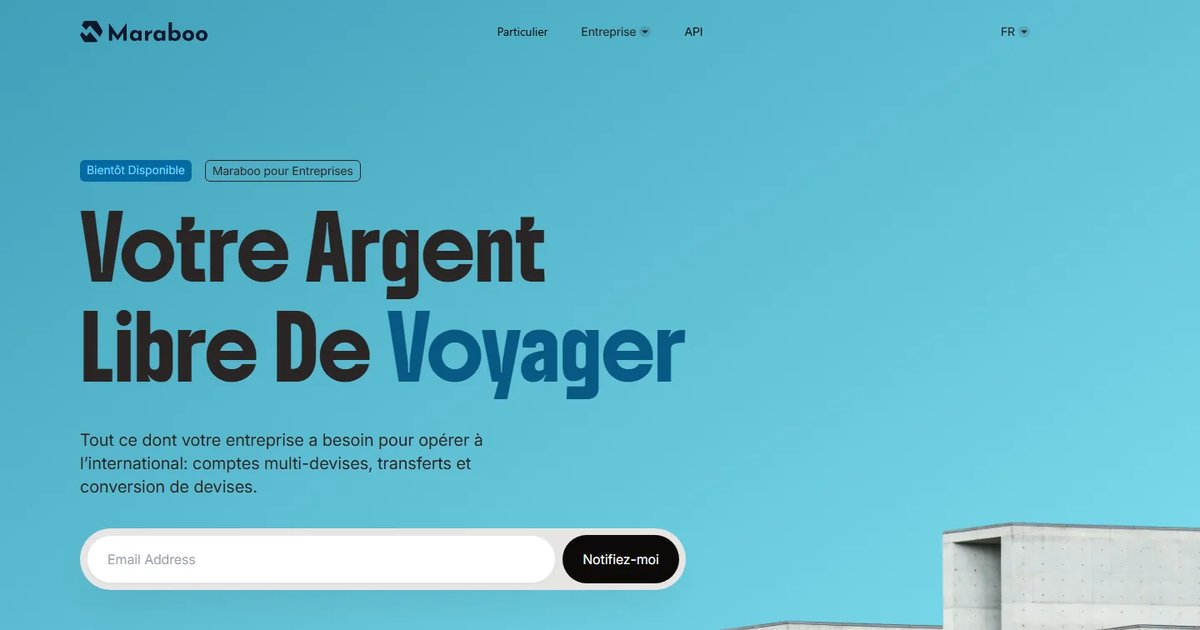 Maraboo
Particulier
Entreprise
API
FR
Bientôt Disponible
Maraboo pour Entreprises
Votre Argent
Libre De Voyager
Tout ce dont votre entreprise a besoin pour opérer à
l’international: comptes multi-devises, transferts et
conversion de devises.
Email Address
Notifiez-moi